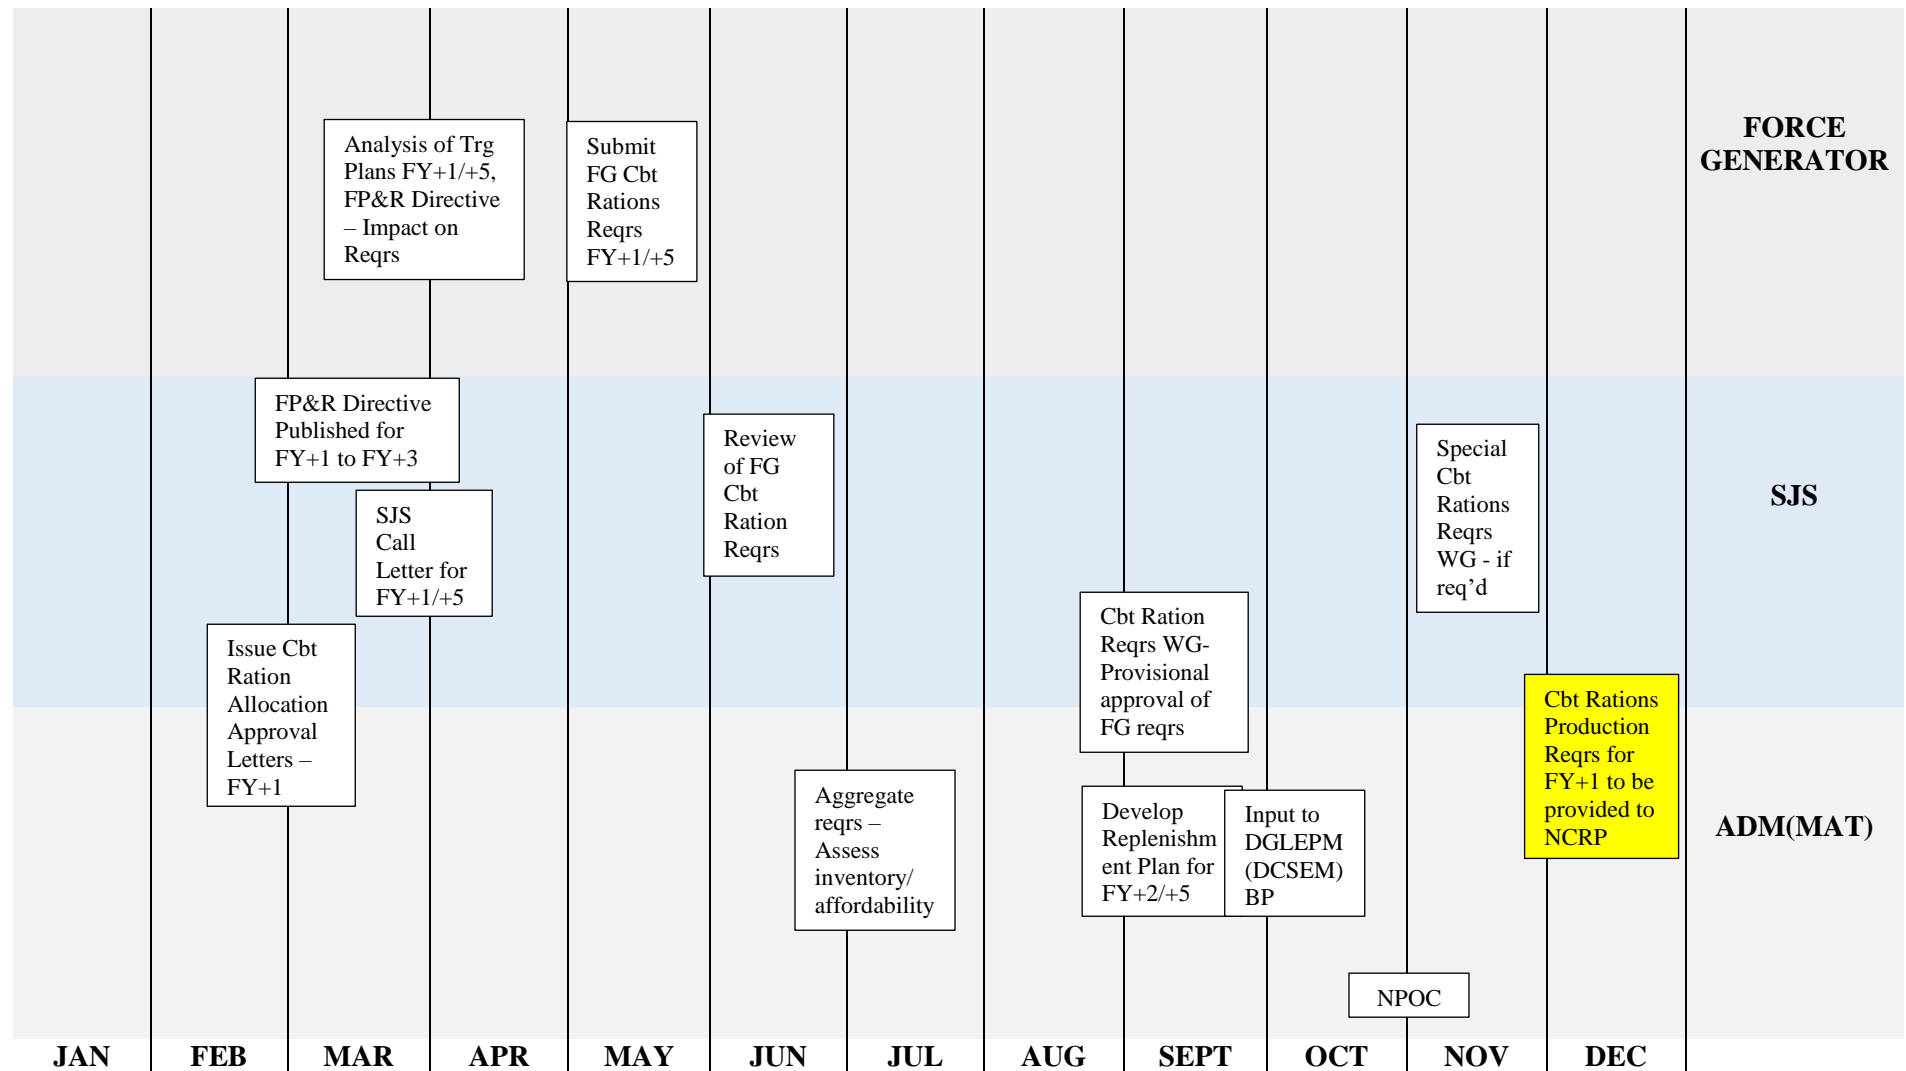 Analysis of Trg
Plans FY+1/+5,
FP&R Directive
– Impact on
Reqrs
Submit
FG Cbt
Rations
Reqrs
FY+1/+5
FORCE
GENERATOR
FP&R Directive
Published for
FY+1 to FY+3
SJS
Call
Letter for
FY+1/+5
Issue Cbt
Ration
Allocation
Approval
Letters –
FY+1
Review
of FG
Cbt
Ration
Reqrs
Cbt Ration
Reqrs WG-
Provisional
approval of
FG reqrs
Special
Cbt
Rations
Reqrs
WG - if
req’d
SJS
Cbt Rations
Production
Reqrs for
FY+1 to be
provided to
NCRP
Aggregate
reqrs –
Assess
inventory/
affordability
Develop
Replenishm
ent Plan for
FY+2/+5
Input to
DGLEPM
(DCSEM)
BP
ADM(MAT)
NPOC
JAN FEB MAR APR MAY JUN JUL AUG SEPT OCT NOV DEC